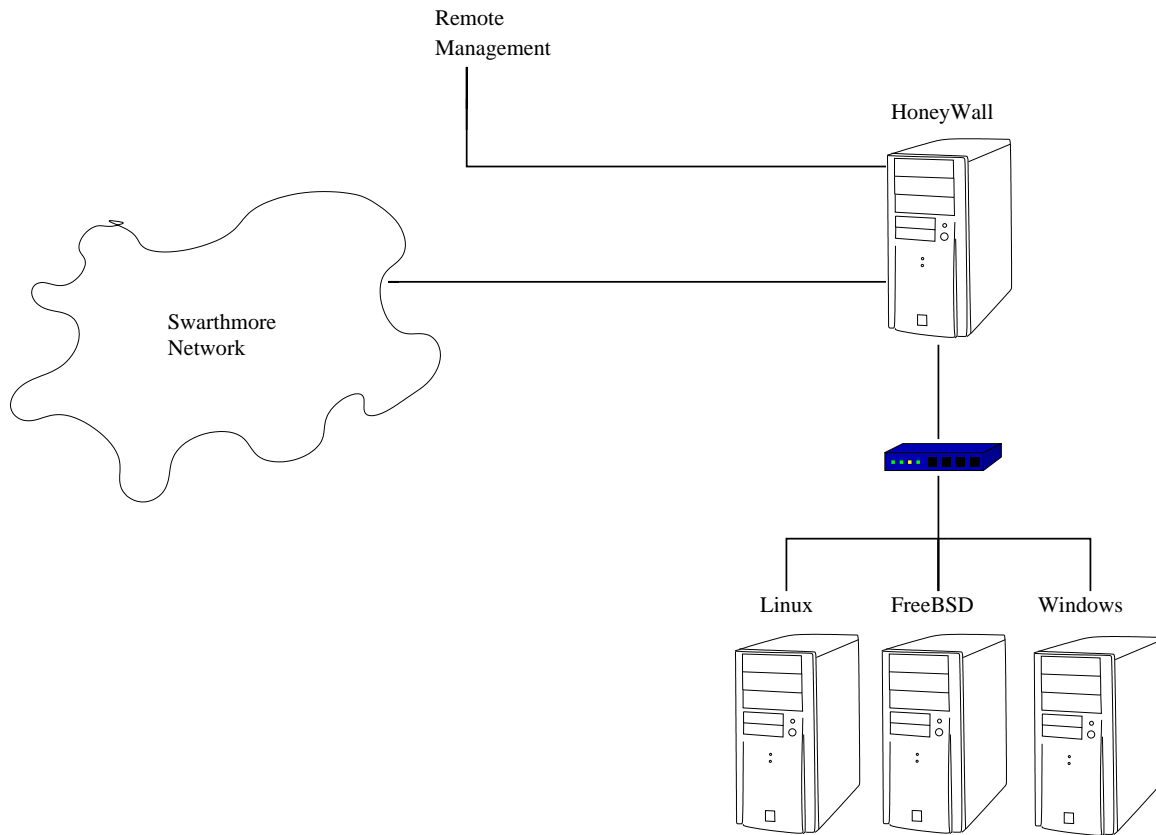 Remote
Management
HoneyWall
Swarthmore
Network
Linux
FreeBSD
Windows